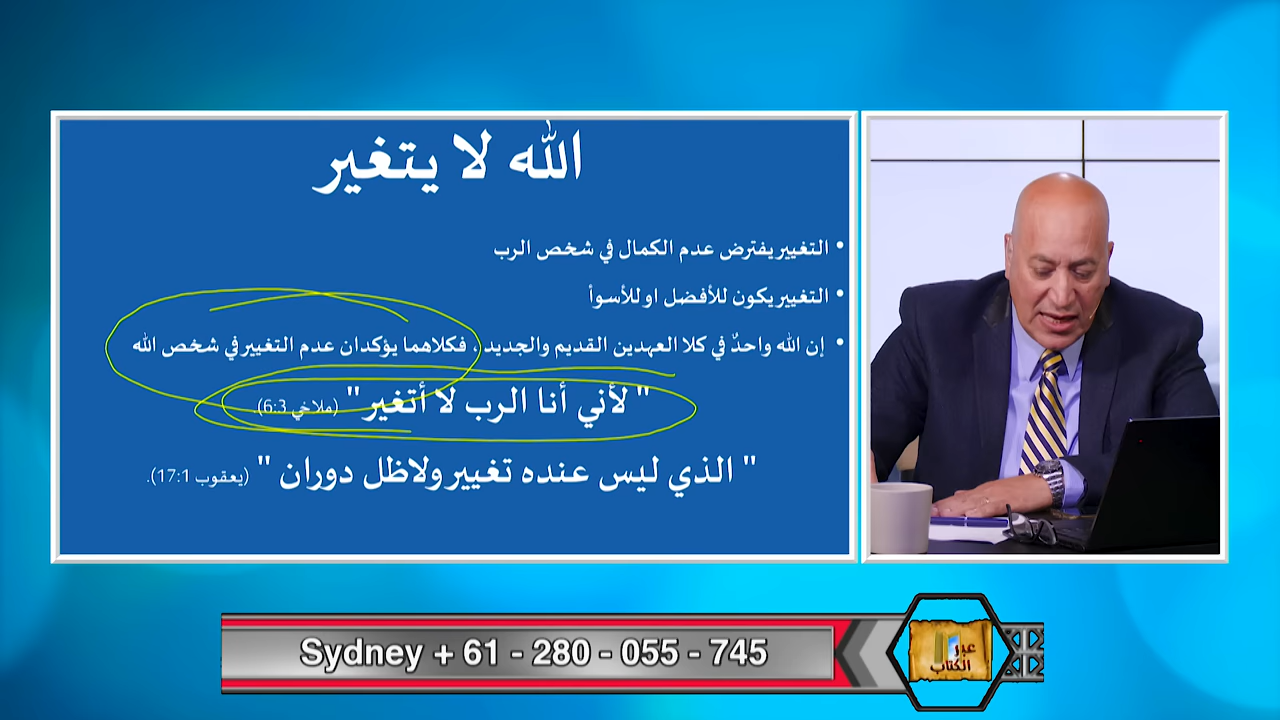 الله لا يتغير
• التغيير يفترض عدم الكمال في شخص الرب
• التغيير يكون للأفضل او للأسوأ
• إن الله واحدٌ في كلا العهدين القديم والجديد ، فكلاهما يؤكدان عدم التغيير في شخص الله
" لأني أنا الرب لا أتغير " (ملاخي 6:3).
" الذي ليس عنده تغيير ولا ظل دوران " (يعقوب 17:1).
Sydney + 61 - 280 - 055 - 745
عبر
الكتاب